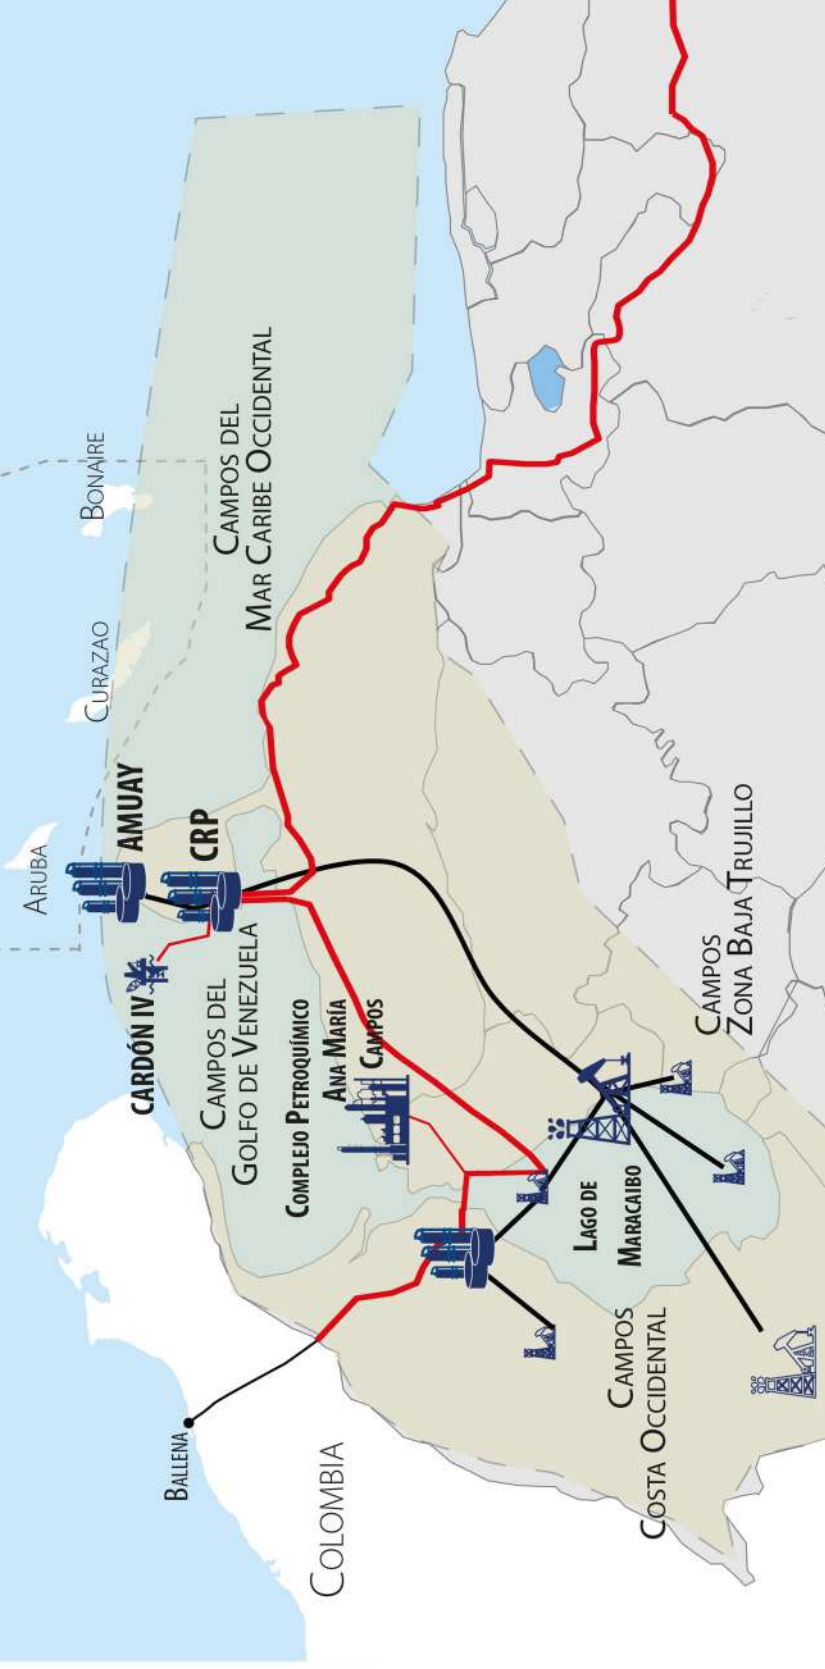 BALLENA
COLOMBIA
CARDÓN IV
ARUBA
AMUAY
CRP
CURAZAO
BONAIRE
CAMPOS DEL
GOLFO DE VENEZUELA
CAMPOS DEL
MAR CARIBE OCCIDENTAL
COMPLEJO PETROQUÍMICO
ANA MARÍA
CAMPOS
LAGO DE
MARACAIBO
CAMPOS
COSTA OCCIDENTAL
CAMPOS
ZONA BAJA TRUJILLO